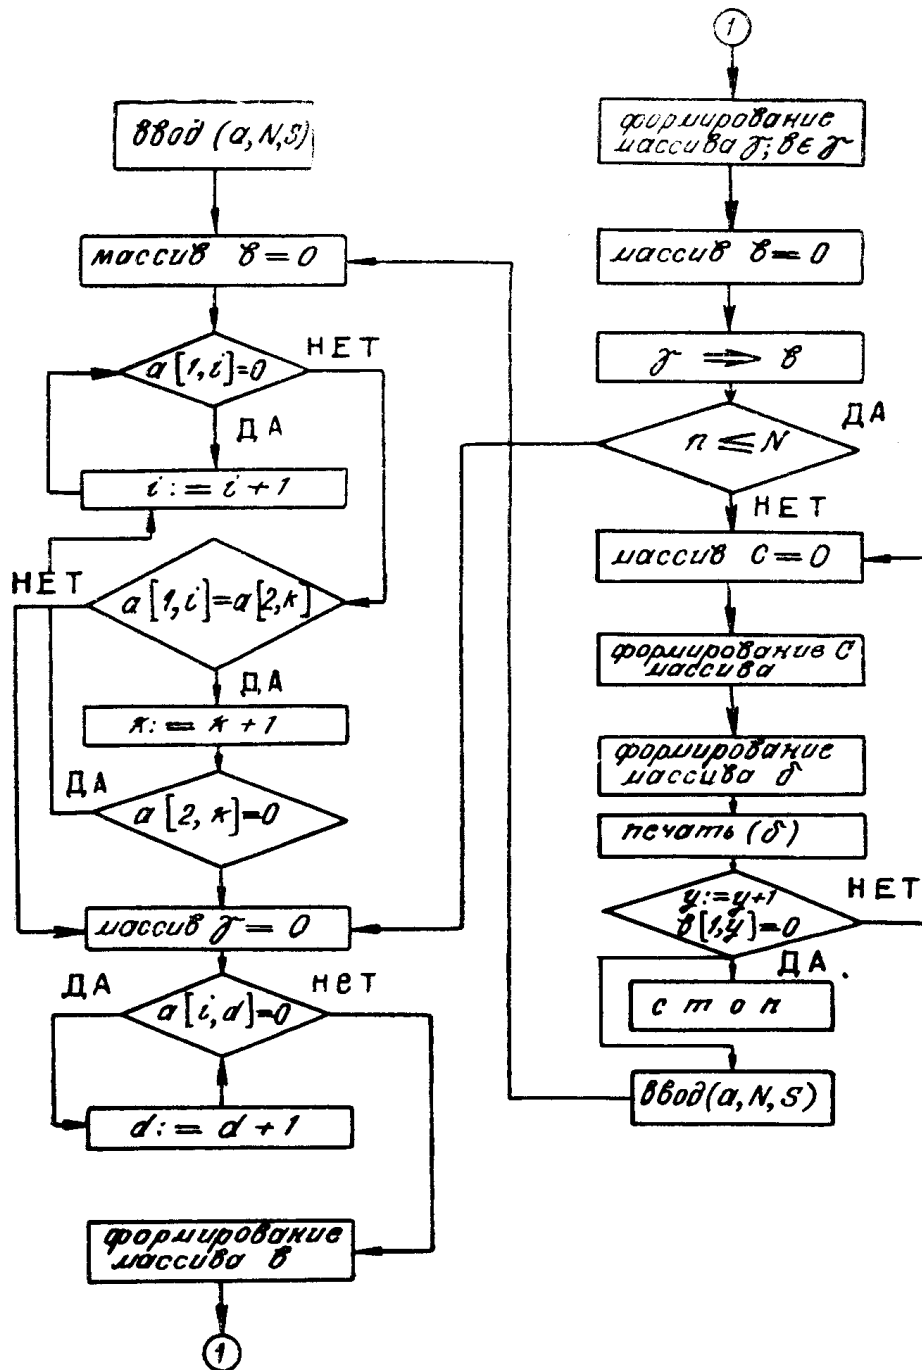 ввод (a, N, S)
массив в = 0
a [1, i] = 0
НЕТ
ДА
i : = i + 1
НЕТ
a [1, i] = a [2, к]
ДА
к : = к + 1
ДА
a [2, к] = 0
массив γ = 0
ДА
нет
a [i, d] = 0
d : = d + 1
формирование
массива в
1
1
формирование
массива γ; в ∈ γ
массив в = 0
γ ⟹ в
ДА
n ≤ N
НЕТ
массив С = 0
формирование С
массива
формирование
массива δ
печать (δ)
y := y+1
в [1, y] = 0
НЕТ
ДА
с т о п
ввод (a, N, S)